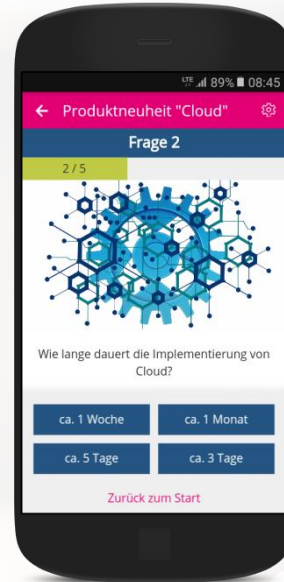 LTE 89% 08:45
Produktneuheit "Cloud"
Frage 2
2 / 5
Wie lange dauert die Implementierung von
Cloud?
ca. 1 Woche
ca. 1 Monat
ca. 5 Tage
ca. 3 Tage
Zurück zum Start